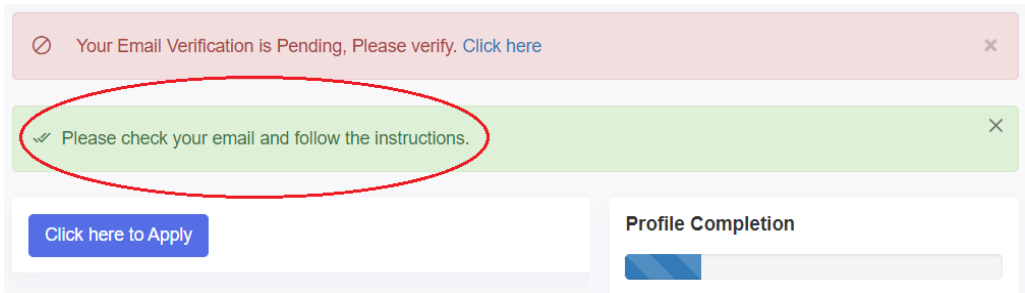 Your Email Verification is Pending, Please verify. Click here
Please check your email and follow the instructions.
Click here to Apply
Profile Completion